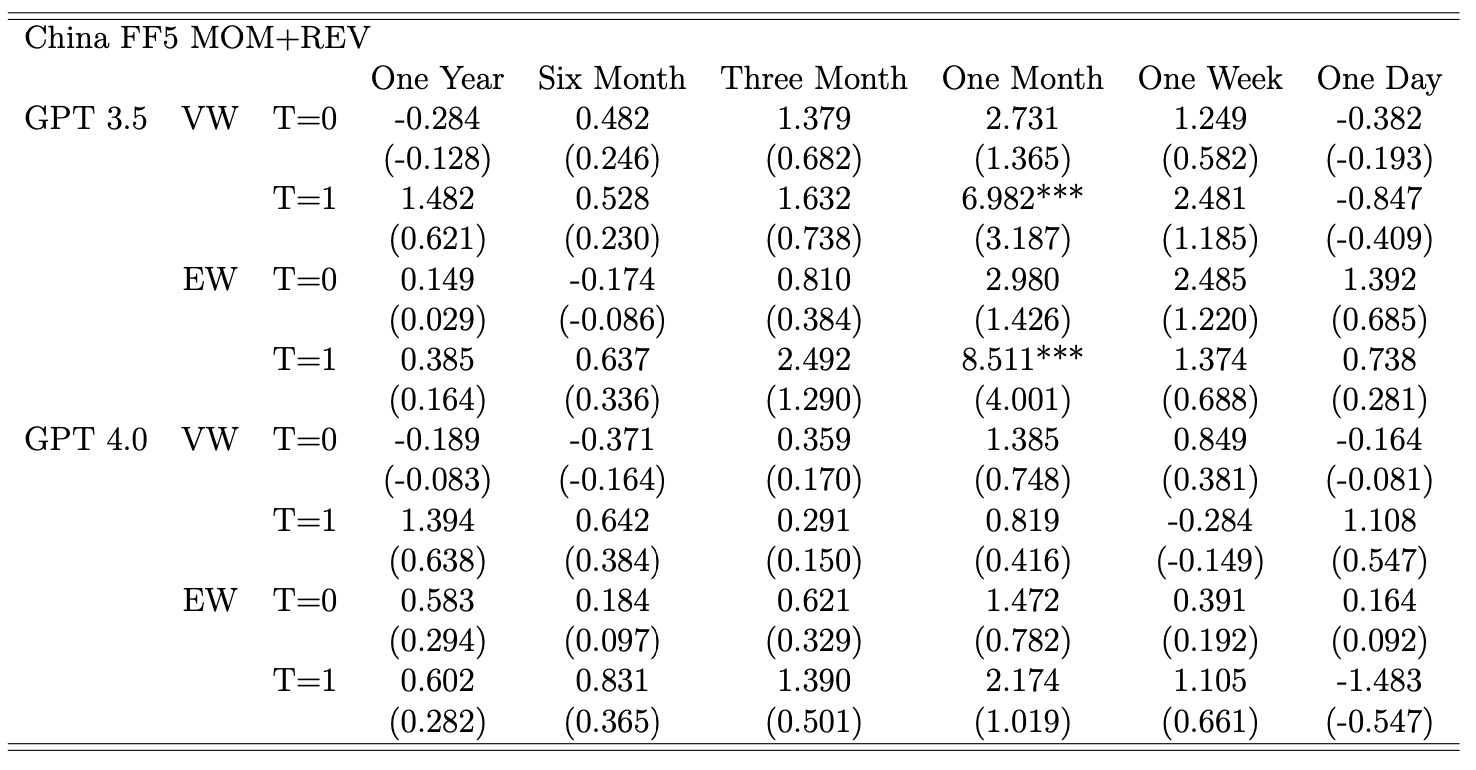 China FF5 MOM+REV
One Year Six Month Three Month One Month One Week One Day
GPT 3.5 VW T=0 -0.284 0.482 1.379 2.731 1.249 -0.382
(-0.128) (0.246) (0.682) (1.365) (0.582) (-0.193)
T=1 1.482 0.528 1.632 6.982*** 2.481 -0.847
(0.621) (0.230) (0.738) (3.187) (1.185) (-0.409)
EW T=0 0.149 -0.174 0.810 2.980 2.485 1.392
(0.029) (-0.086) (0.384) (1.426) (1.220) (0.685)
T=1 0.385 0.637 2.492 8.511*** 1.374 0.738
(0.164) (0.336) (1.290) (4.001) (0.688) (0.281)
GPT 4.0 VW T=0 -0.189 -0.371 0.359 1.385 0.849 -0.164
(-0.083) (-0.164) (0.170) (0.748) (0.381) (-0.081)
T=1 1.394 0.642 0.291 0.819 -0.284 1.108
(0.638) (0.384) (0.150) (0.416) (-0.149) (0.547)
EW T=0 0.583 0.184 0.621 1.472 0.391 0.164
(0.294) (0.097) (0.329) (0.782) (0.192) (0.092)
T=1 0.602 0.831 1.390 2.174 1.105 -1.483
(0.282) (0.365) (0.501) (1.019) (0.661) (-0.547)